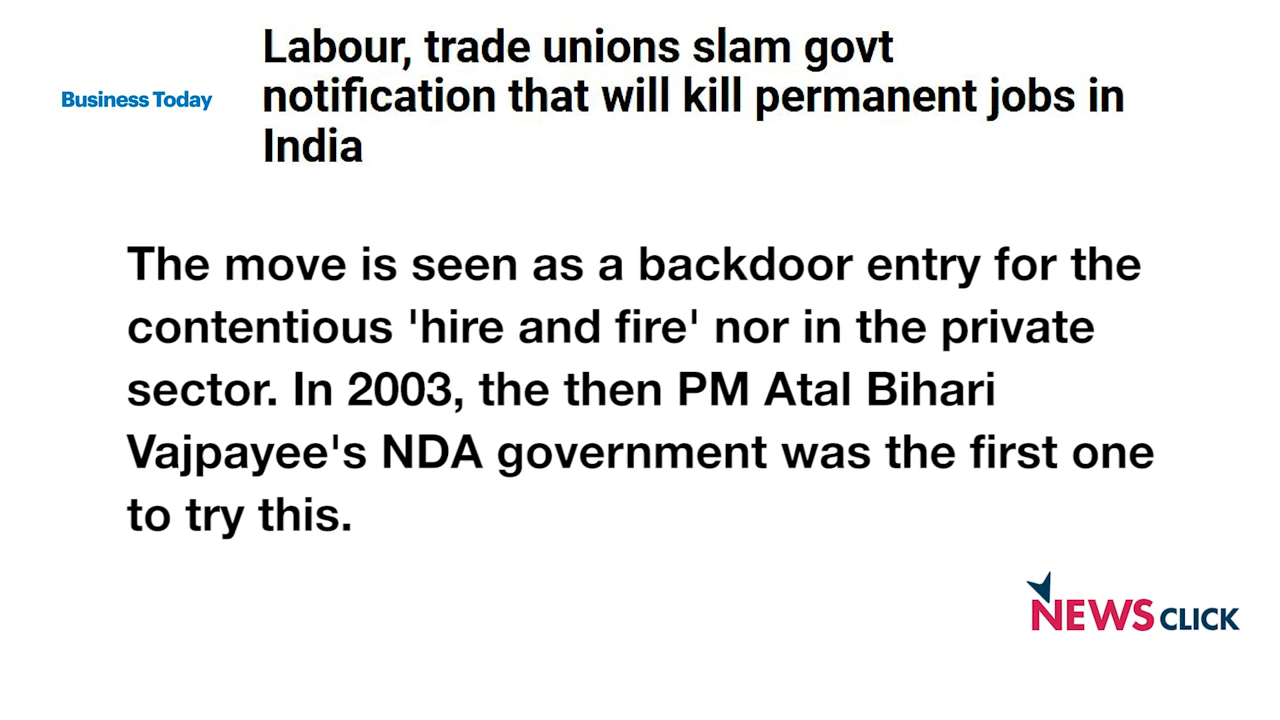 Labour, trade unions slam govt
Business Today
notification that will kill permanent jobs in
India
The move is seen as a backdoor entry for the
contentious 'hire and fire' nor in the private
sector. In 2003, the then PM Atal Bihari
Vajpayee's NDA government was the first one
to try this.
NEWS CLICK